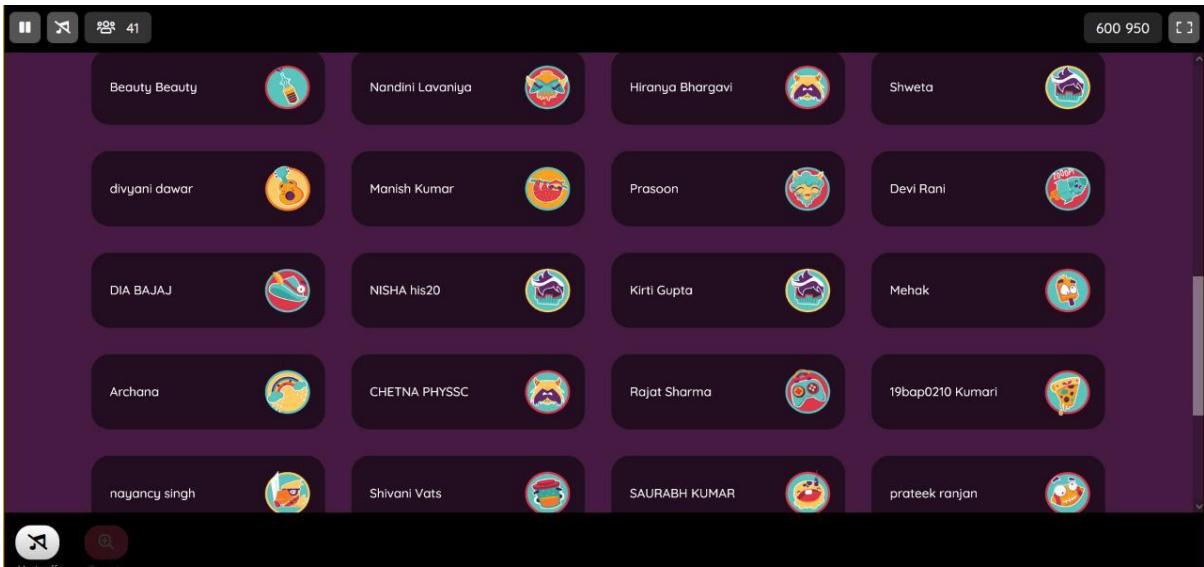 41
600 950
Beauty Beauty
Nandini Lavaniya
Hiranya Bhargavi
Shweta
divyani dawar
Manish Kumar
Prasoon
Devi Rani
DIA BAJAJ
NISHA his20
Kirti Gupta
Mehak
Archana
CHETNA PHYSSC
Rajat Sharma
19bap0210 Kumari
nayancy singh
Shivani Vats
SAURABH KUMAR
prateek ranjan